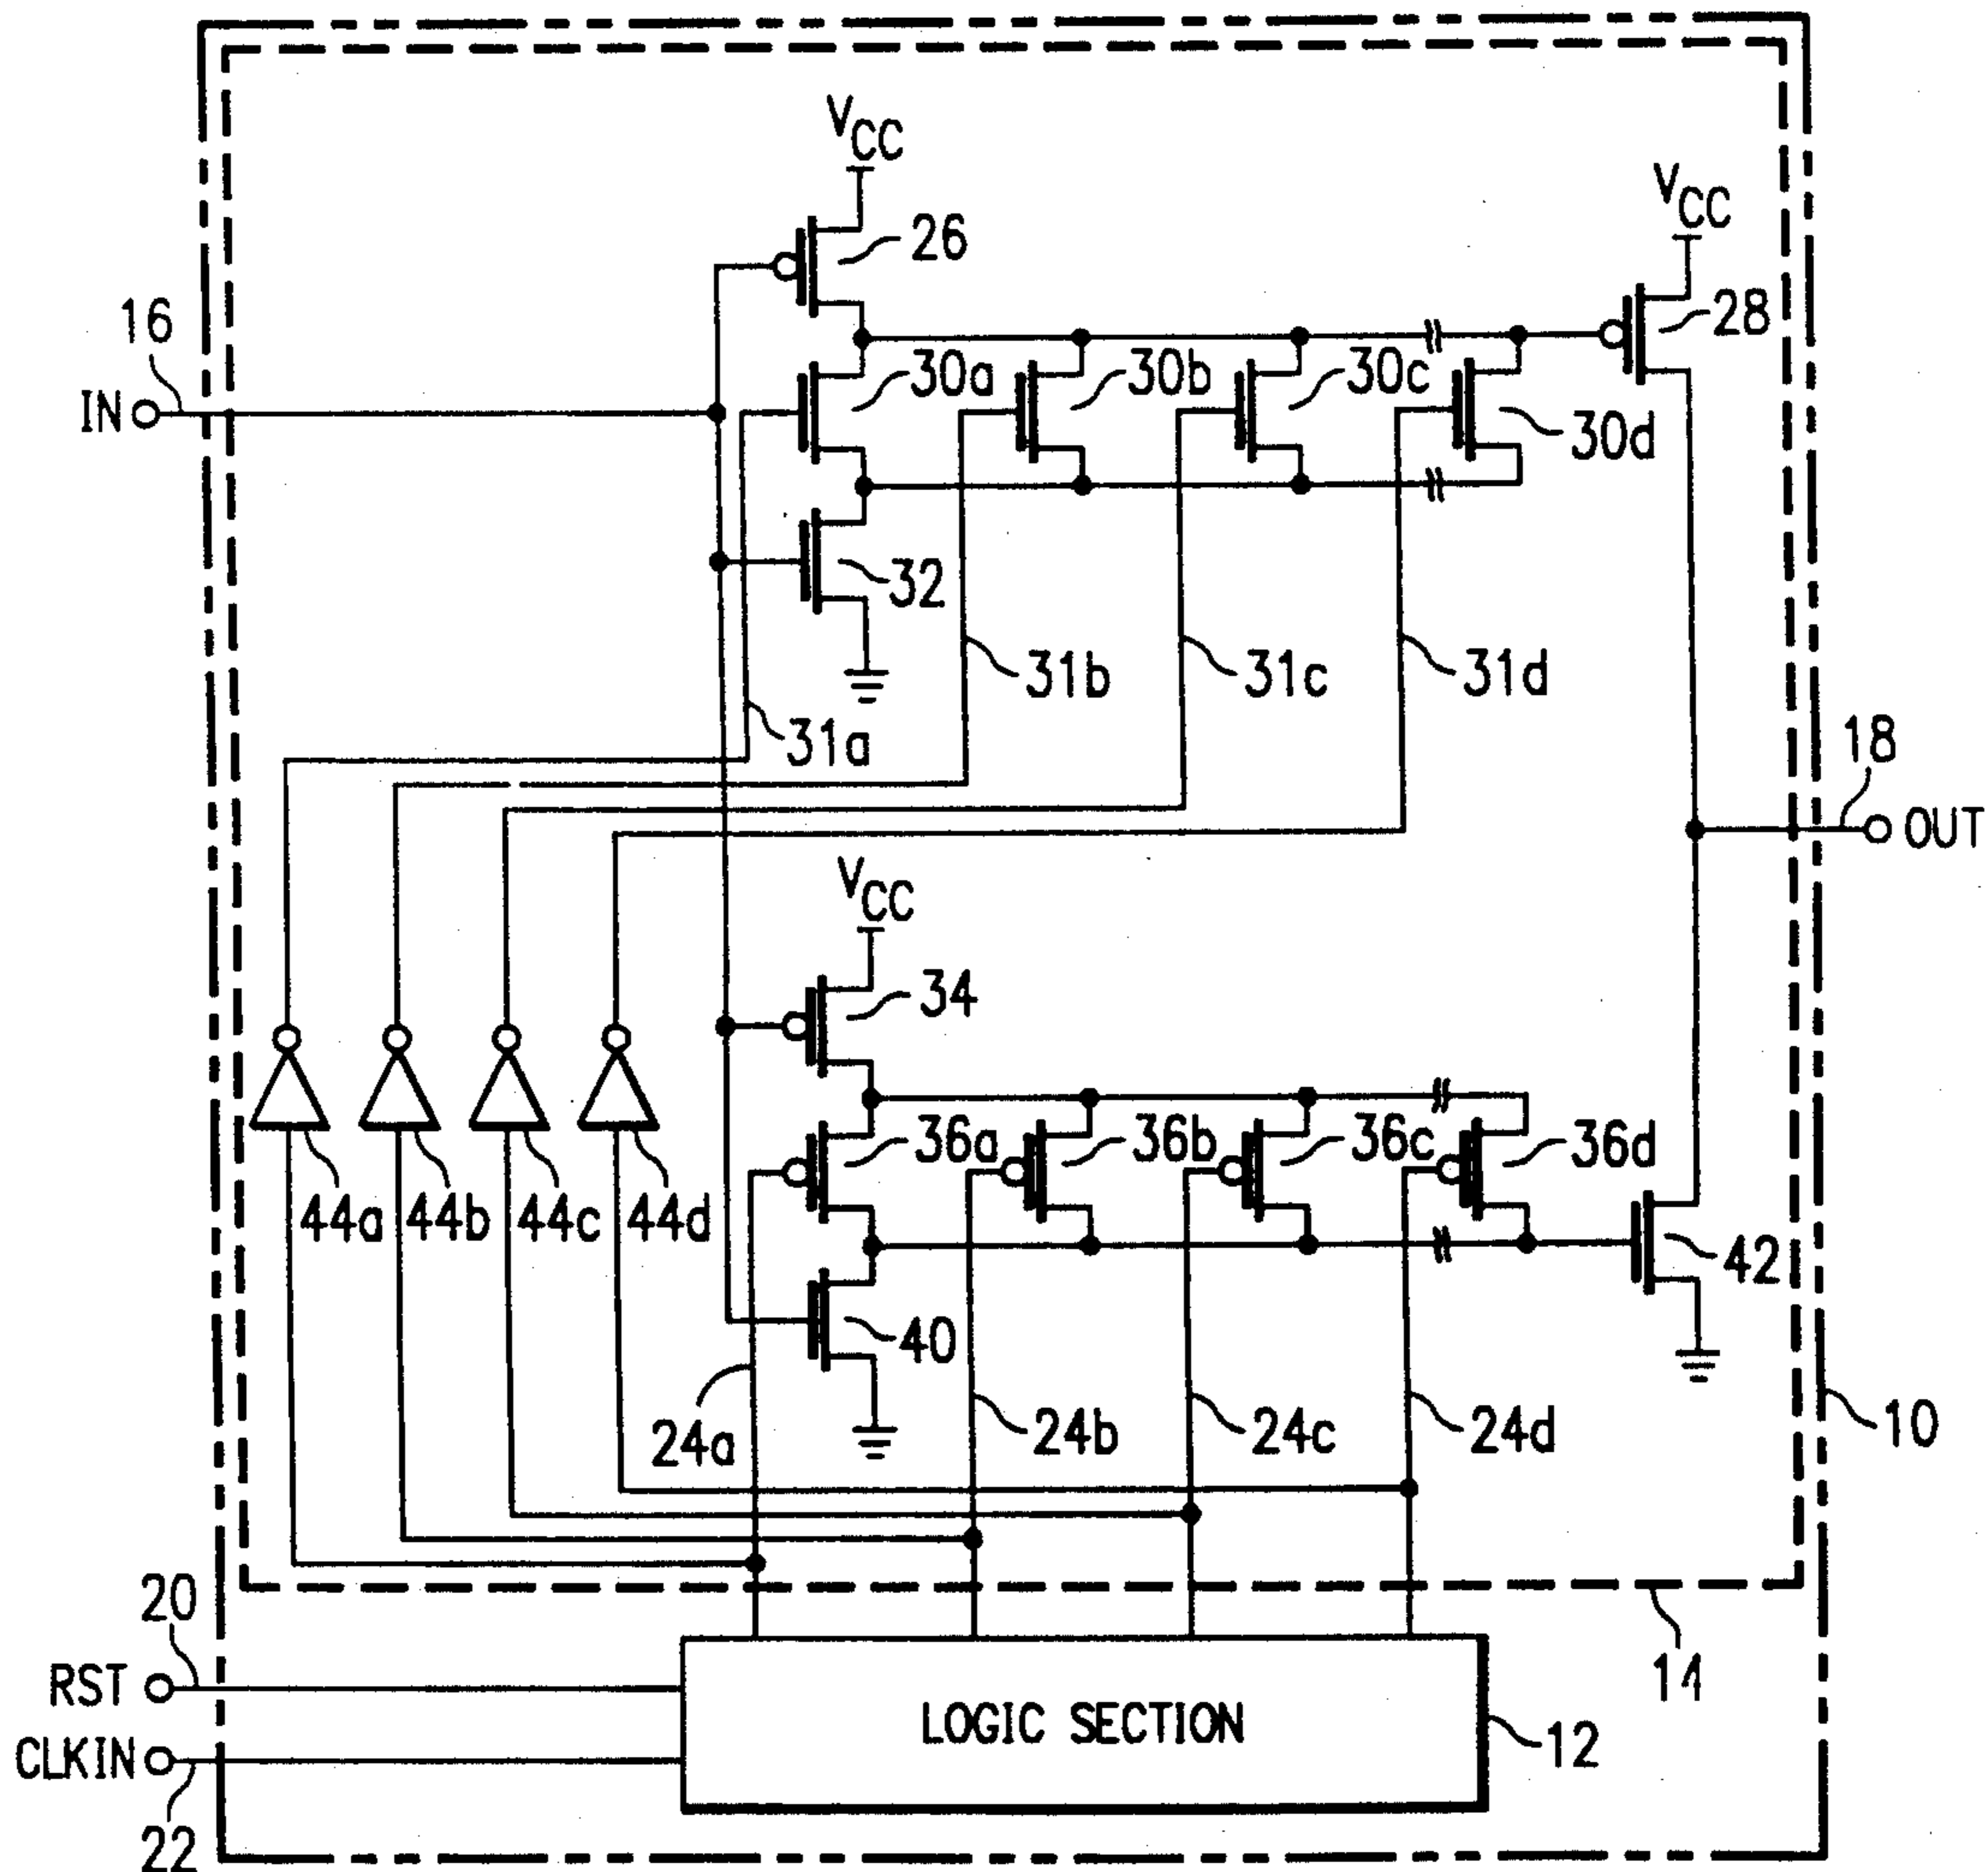 VCC
VCC
26
28
16
30a
30b
30c
30d
IN
32
31b
31c
31d
31a
18
OUT
VCC
34
36a
36b
36c
36d
44a
44b
44c
44d
42
40
24a
24b
24c
24d
10
20
14
RST
LOGIC SECTION
12
CLKIN
22